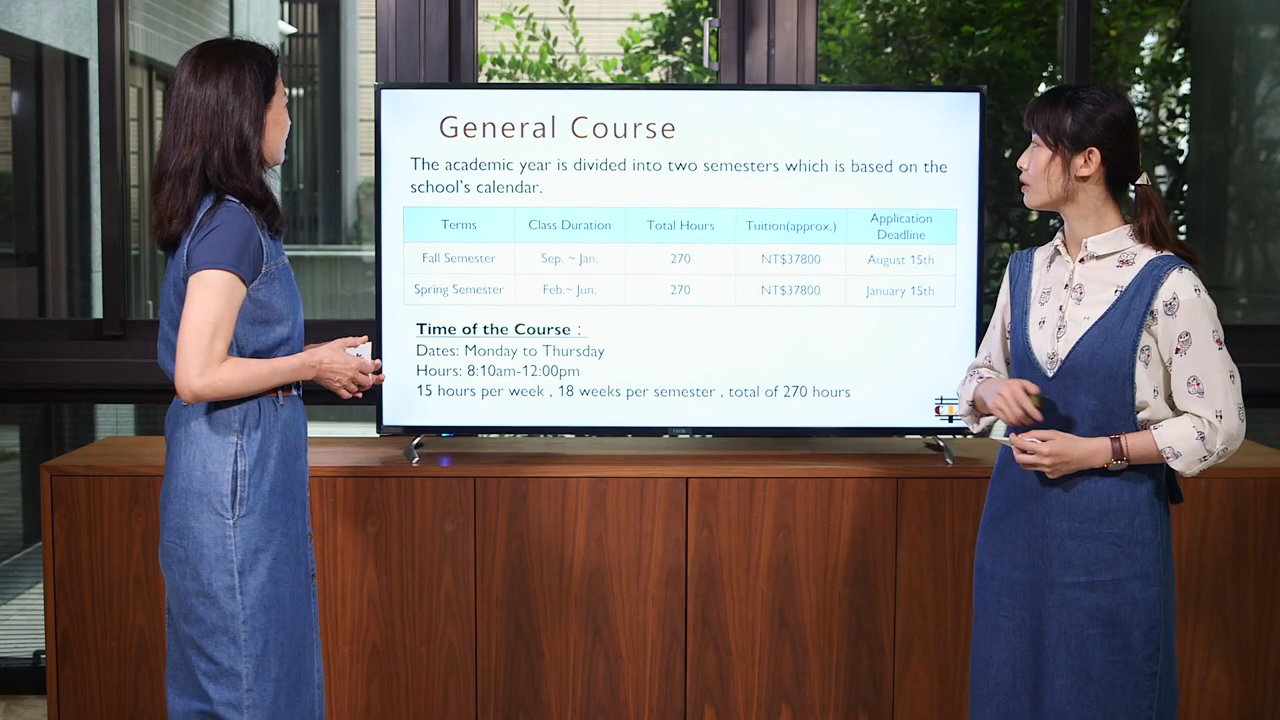 General Course
The academic year is divided into two semesters which is based on the
school's calendar.
Terms Class Duration Total Hours Tuition(approx.) Application Deadline
Fall Semester Sep. ~ Jan. 270 NT$37800 August 15th
Spring Semester Feb.~ Jun. 270 NT$37800 January 15th
Time of the Course :
Dates: Monday to Thursday
Hours: 8:10am-12:00pm
15 hours per week , 18 weeks per semester , total of 270 hours